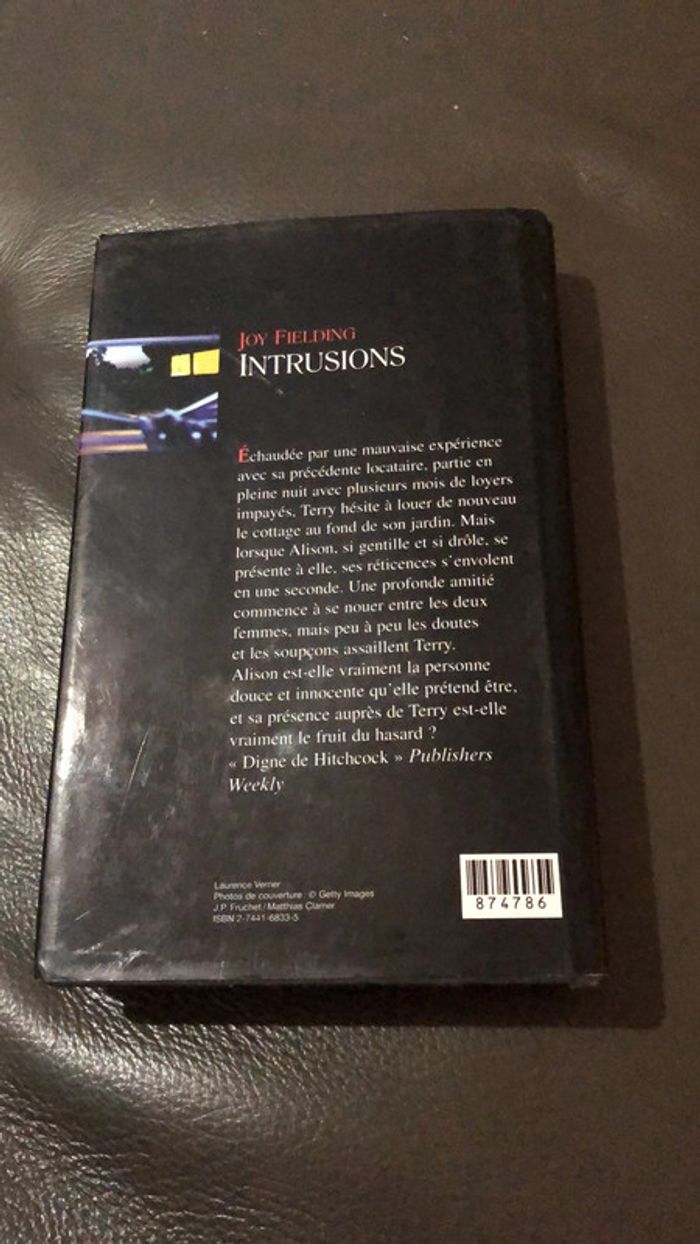 JOY FIELDING
INTRUSIONS
Échaudée par une mauvaise expérience
avec sa précédente locataire, partie en
pleine nuit avec plusieurs mois de loyers
impayés, Terry hésite à louer de nouveau
le cottage au fond de son jardin. Mais
lorsque Alison, si gentille et si drôle, se
présente à elle, ses réticences s'envolent
en une seconde. Une profonde amitié
commence à se nouer entre les deux
femmes, mais peu à peu les doutes
et les soupçons assaillent Terry.
Alison est-elle vraiment la personne
douce et innocente qu'elle prétend être,
et sa présence auprès de Terry est-elle
vraiment le fruit du hasard ?
« Digne de Hitchcock » Publishers
Weekly
Laurence Verner
Photos de couverture : © Getty Images
J.P. Fruchet / Matthias Clamer
ISBN 2-7441-6833-5
874786